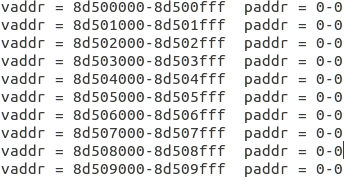 vaddr = 8d500000-8d500fff  paddr = 0-0
vaddr = 8d501000-8d501fff  paddr = 0-0
vaddr = 8d502000-8d502fff  paddr = 0-0
vaddr = 8d503000-8d503fff  paddr = 0-0
vaddr = 8d504000-8d504fff  paddr = 0-0
vaddr = 8d505000-8d505fff  paddr = 0-0
vaddr = 8d506000-8d506fff  paddr = 0-0
vaddr = 8d507000-8d507fff  paddr = 0-0
vaddr = 8d508000-8d508fff  paddr = 0-0
vaddr = 8d509000-8d509fff  paddr = 0-0